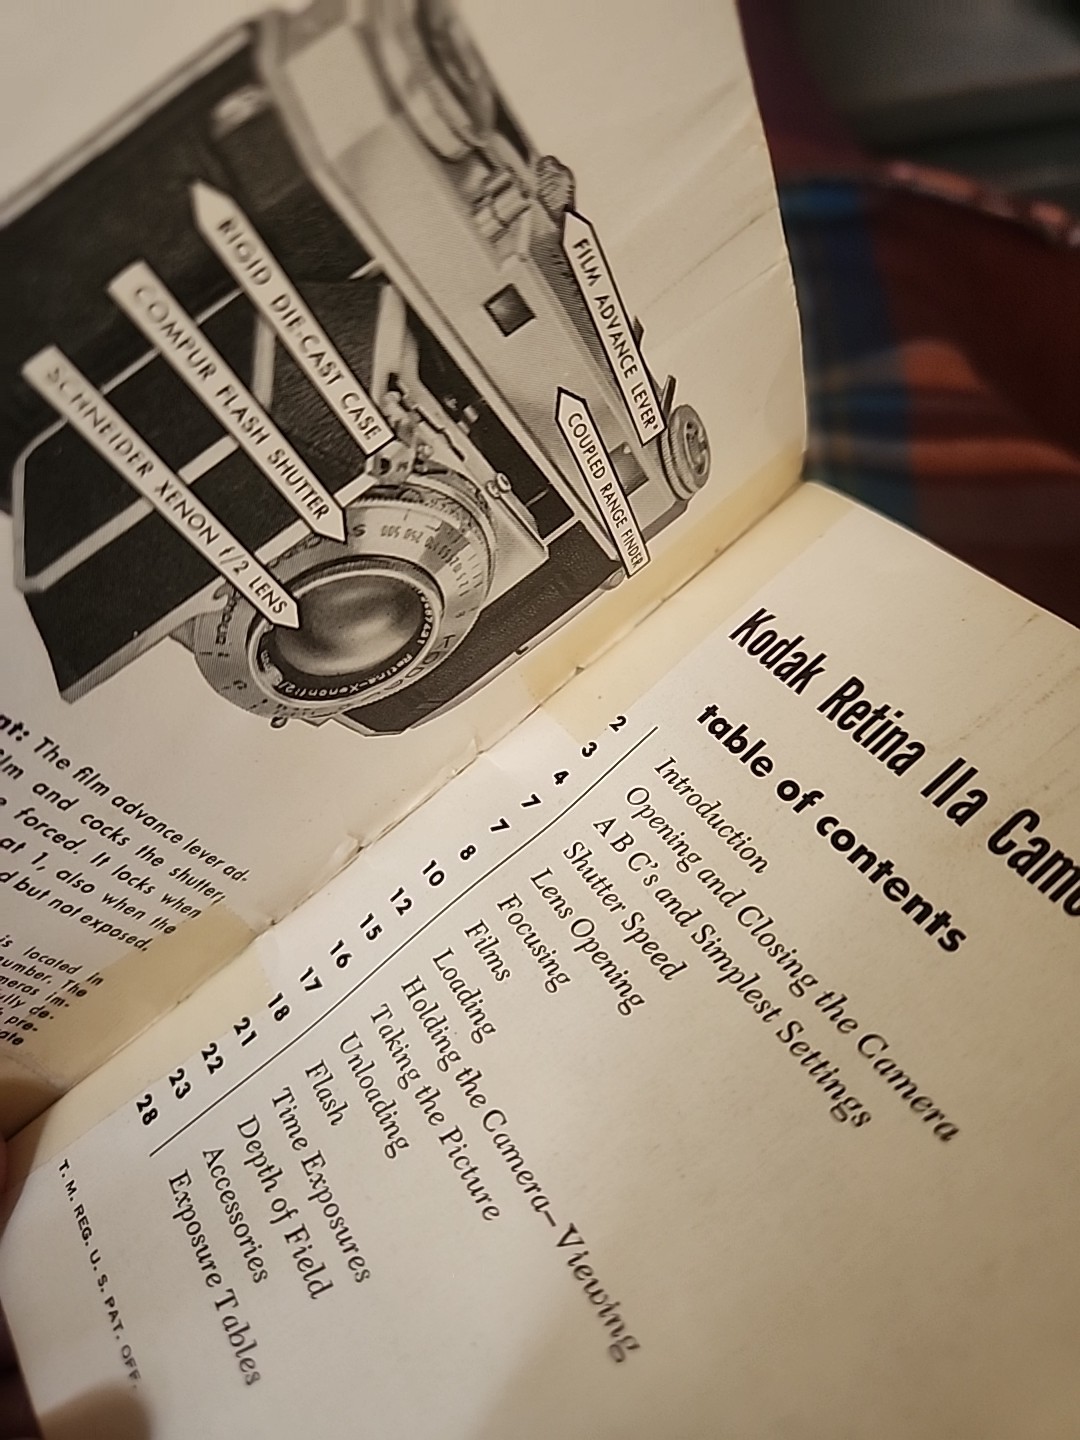 FILM ADVANCE LEVER*
COUPLED RANGE FINDER
RIGID DIE-CAST CASE
COMPUR FLASH SHUTTER
SCHNEIDER XENON f/2 LENS
Retina-Xenon f:2/
The film advance lever ad-
and cocks the shutter,
forced. It locks when
at 1, also when the
but not exposed.
is located in
number. The
Kodak Retina IIa
table of contents
2 Introduction
3 Opening and Closing the Camera
4 A B C's and Simplest Settings
7 Shutter Speed
7 Lens Opening
8 Focusing
10 Films
12 Loading
15 Holding the Camera—Viewing
16 Taking the Picture
17 Unloading
18 Flash
21 Time Exposures
22 Depth of Field
23 Accessories
28 Exposure Tables
T. M. REG. U. S. PAT. OFF.